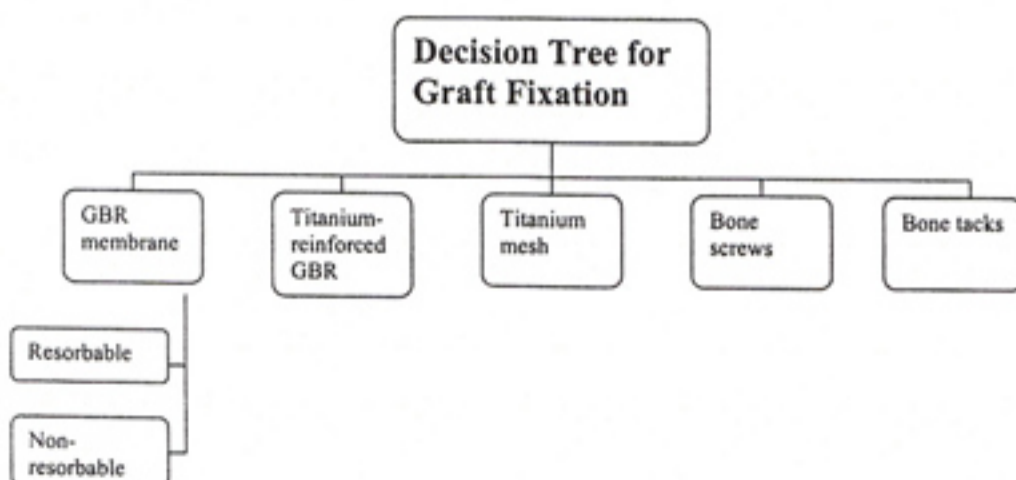 Decision Tree for
Graft Fixation
GBR
membrane
Titanium-
reinforced
GBR
Titanium
mesh
Bone
screws
Bone tacks
Resorbable
Non-
resorbable